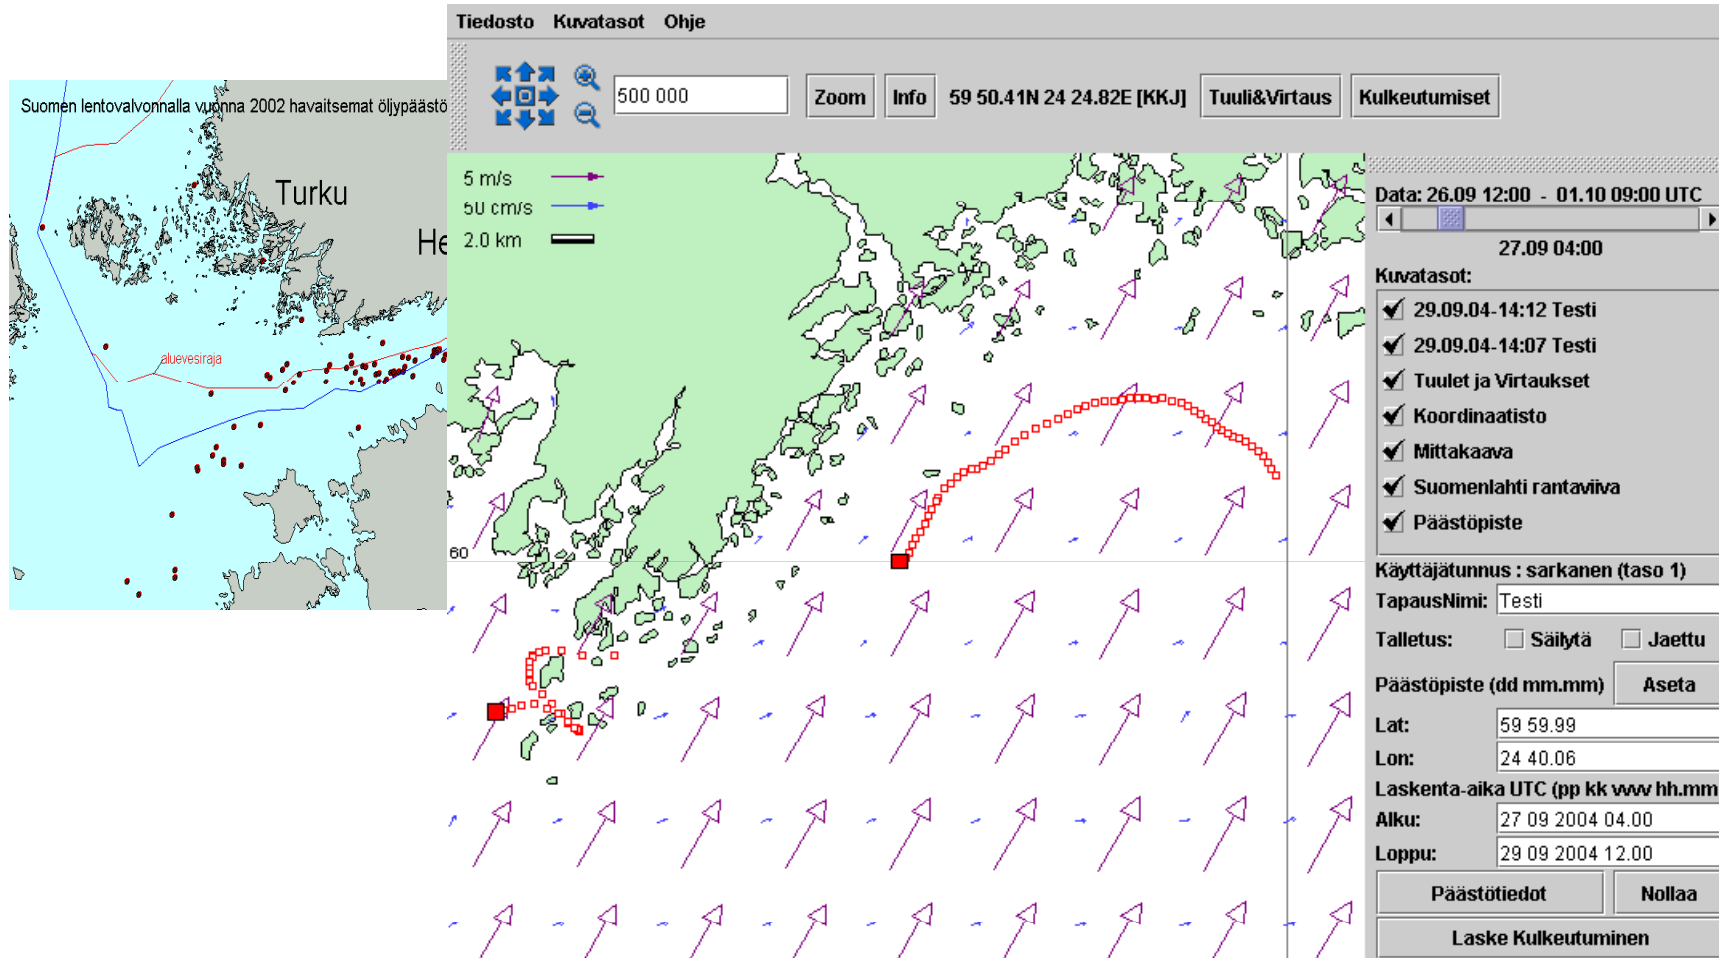 Suomen lentovalvonnalla vuonna 2002 havaitsemat öljypäästö
Turku
He
aluevesiraja
Tiedosto Kuvatasot Ohje
500 000 Zoom Info 59 50.41N 24 24.82E [KKJ] Tuuli&Virtaus Kulkeutumiset
5 m/s
50 cm/s
2.0 km
60
Data: 26.09 12:00 - 01.10 09:00 UTC
27.09 04:00
Kuvatasot:
29.09.04-14:12 Testi
29.09.04-14:07 Testi
Tuulet ja Virtaukset
Koordinaatisto
Mittakaava
Suomenlahti rantaviiva
Päästöpiste
Käyttäjätunnus : sarkanen (taso 1)
TapausNimi: Testi
Talletus: Säilytä Jaettu
Päästöpiste (dd mm.mm) Aseta
Lat: 59 59.99
Lon: 24 40.06
Laskenta-aika UTC (pp kk vvvv hh.mm
Alku: 27 09 2004 04.00
Loppu: 29 09 2004 12.00
Päästötiedot Nollaa
Laske Kulkeutuminen